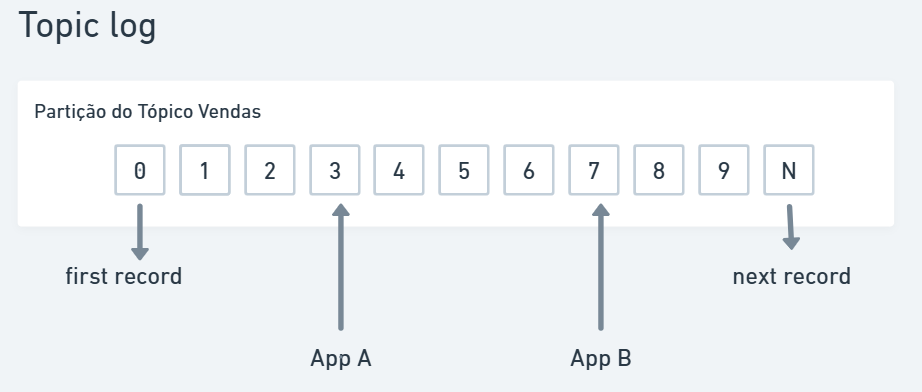 Topic log
Partição do Tópico Vendas
0 1 2 3 4 5 6 7 8 9 N
first record
next record
App A
App B